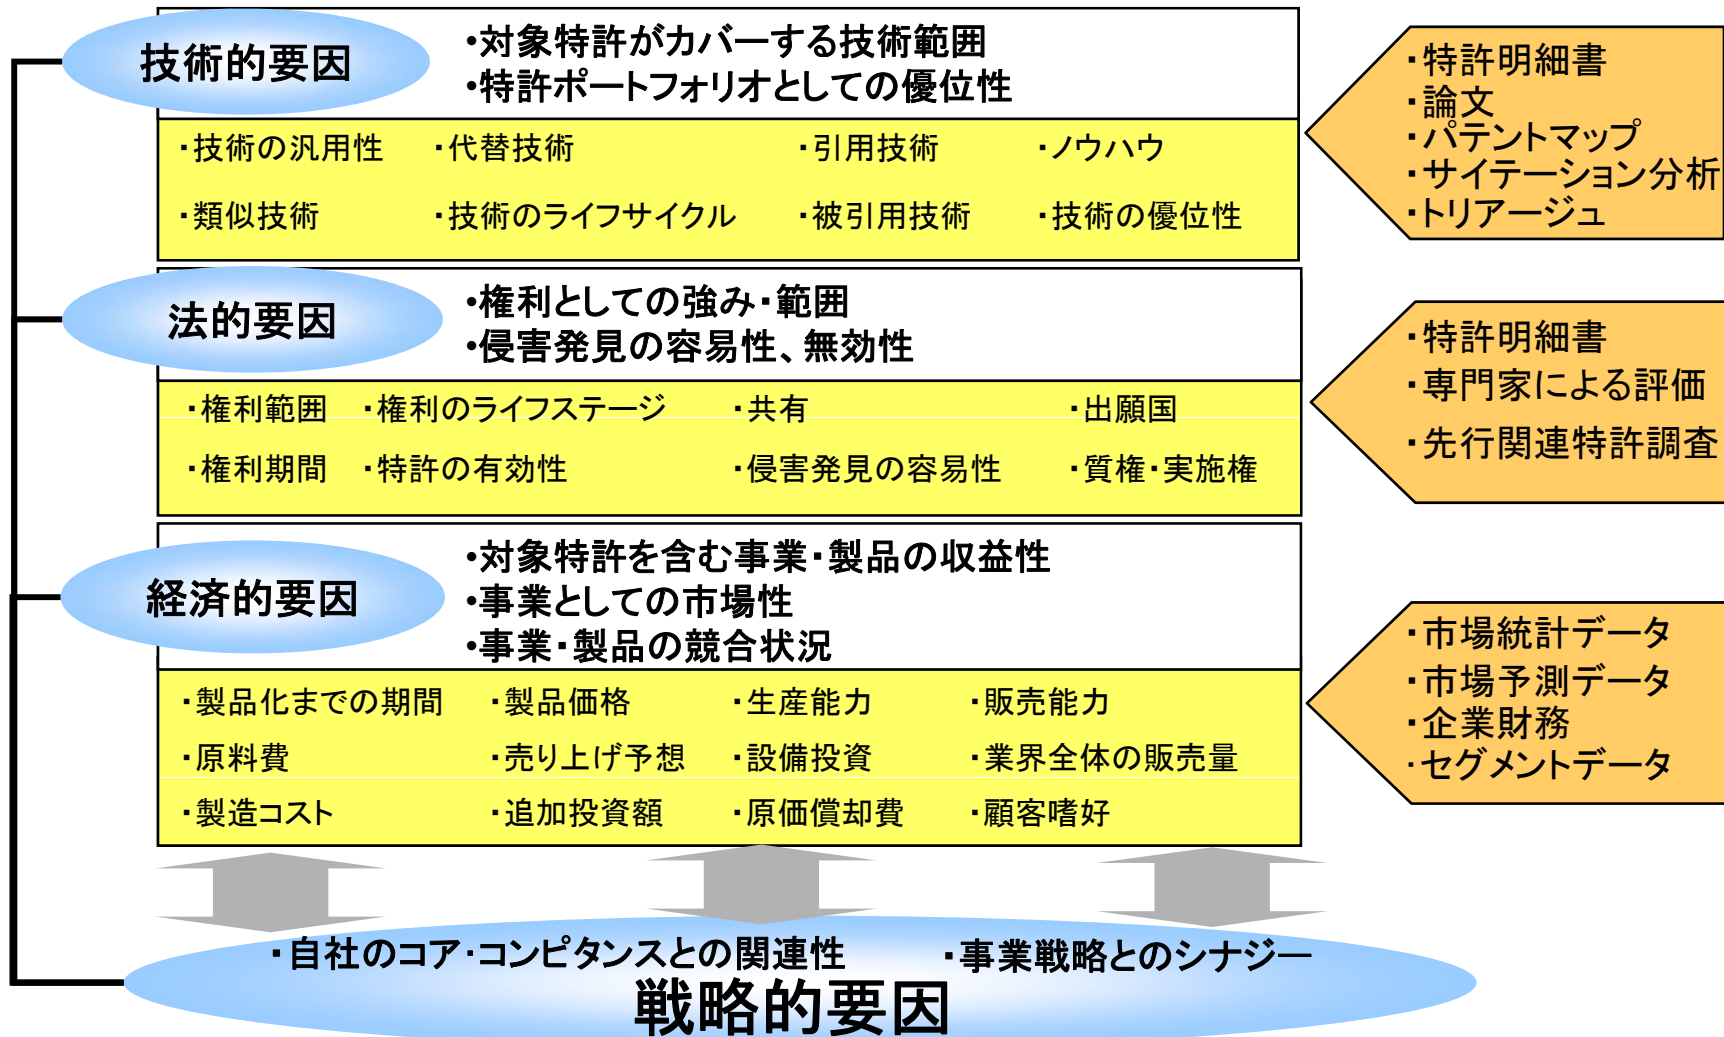 技術的要因
•対象特許がカバーする技術範囲
•特許ポートフォリオとしての優位性
・技術の汎用性 ・代替技術 ・引用技術 ・ノウハウ
・類似技術 ・技術のライフサイクル ・被引用技術 ・技術の優位性
・特許明細書
・論文
・パテントマップ
・サイテーション分析
・トリアージュ
法的要因
•権利としての強み・範囲
•侵害発見の容易性、無効性
・権利範囲 ・権利のライフステージ ・共有 ・出願国
・権利期間 ・特許の有効性 ・侵害発見の容易性 ・質権・実施権
・特許明細書
・専門家による評価
・先行関連特許調査
経済的要因
•対象特許を含む事業・製品の収益性
•事業としての市場性
•事業・製品の競合状況
・製品化までの期間 ・製品価格 ・生産能力 ・販売能力
・原料費 ・売り上げ予想 ・設備投資 ・業界全体の販売量
・製造コスト ・追加投資額 ・原価償却費 ・顧客嗜好
・市場統計データ
・市場予測データ
・企業財務
・セグメントデータ
・自社のコア・コンピタンスとの関連性 ・事業戦略とのシナジー
戦略的要因